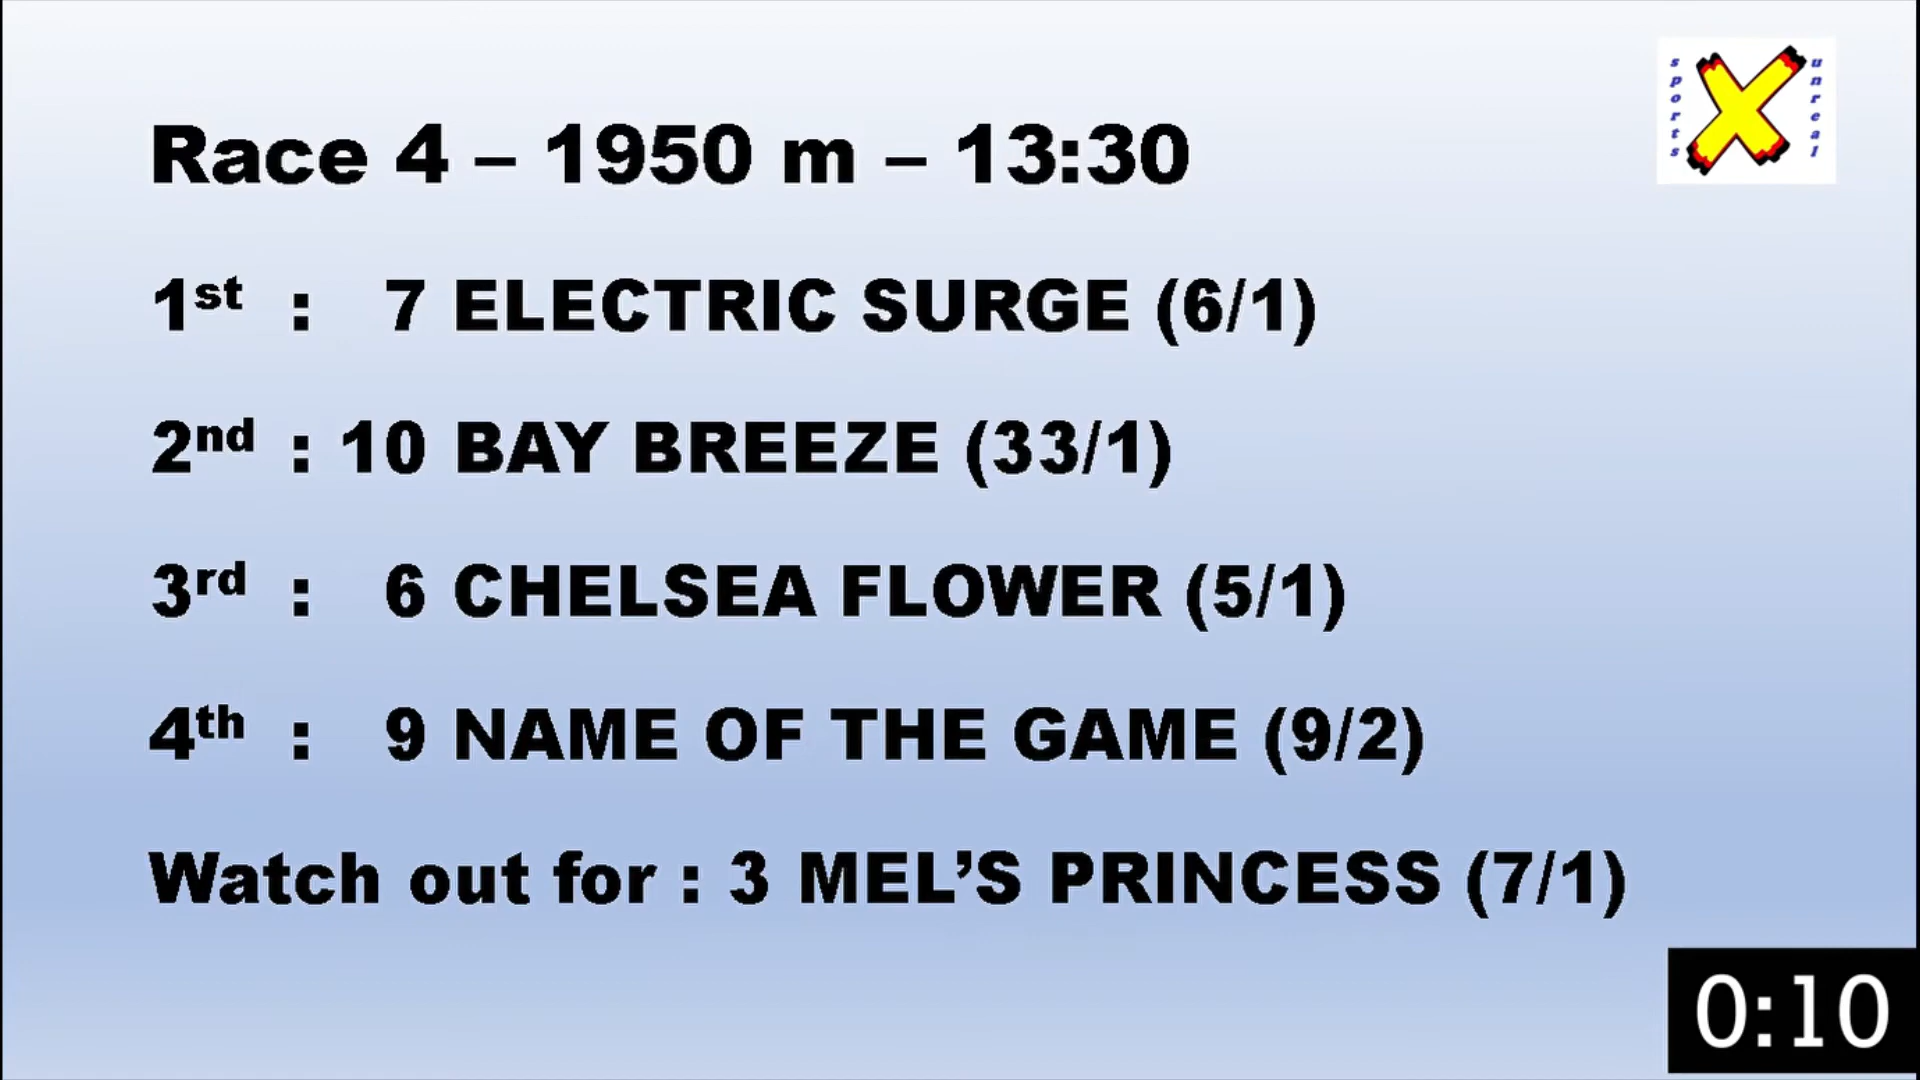 Race 4 – 1950 m – 13:30
1st : 7 ELECTRIC SURGE (6/1)
2nd : 10 BAY BREEZE (33/1)
3rd : 6 CHELSEA FLOWER (5/1)
4th : 9 NAME OF THE GAME (9/2)
Watch out for : 3 MEL’S PRINCESS (7/1)
sports X unreal
0:10